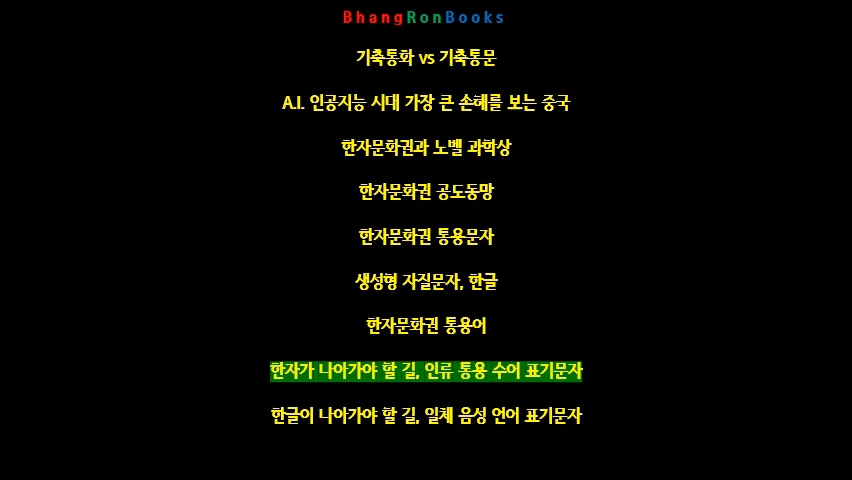 BhangRonBooks
기축통화 vs 기축통문
A.I. 인공지능 시대 가장 큰 손혜를 보는 중국
한자문화권과 노벨 과학상
한자문화권 공도동망
한자문화권 통용문자
생성형 자질문자, 한글
한자문화권 통용어
한자가 나아가야 할 길, 인류 통용 수어 표기문자
한글이 나아가야 할 길, 일체 음성 언어 표기문자